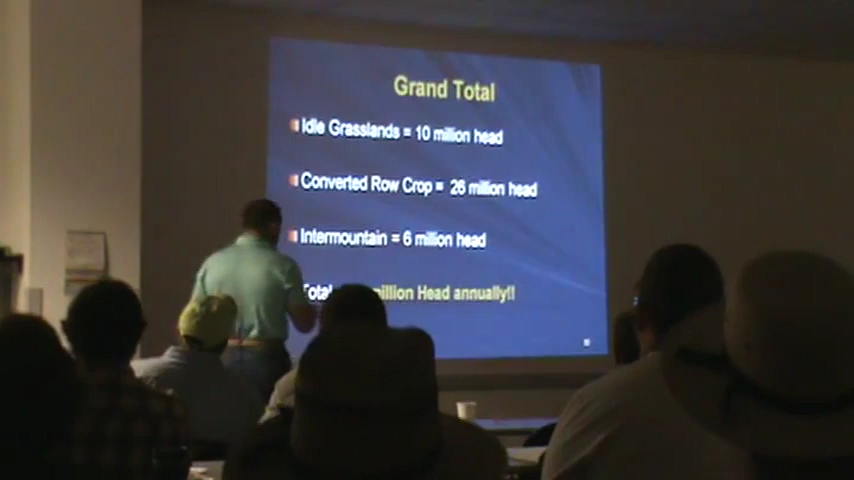 Grand Total
Idle Grasslands = 10 million head
Converted Row Crop = 26 million head
Intermountain = 6 million head
Total million Head annually!!